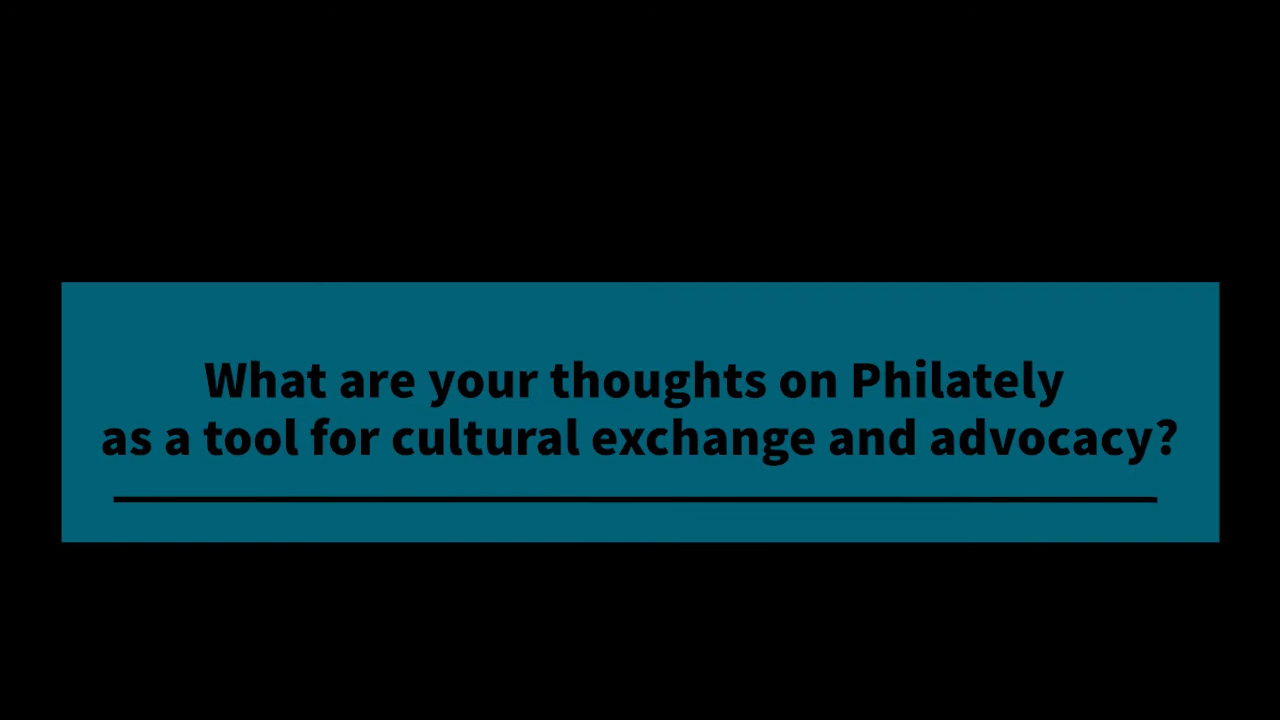 What are your thoughts on Philately
as a tool for cultural exchange and advocacy?